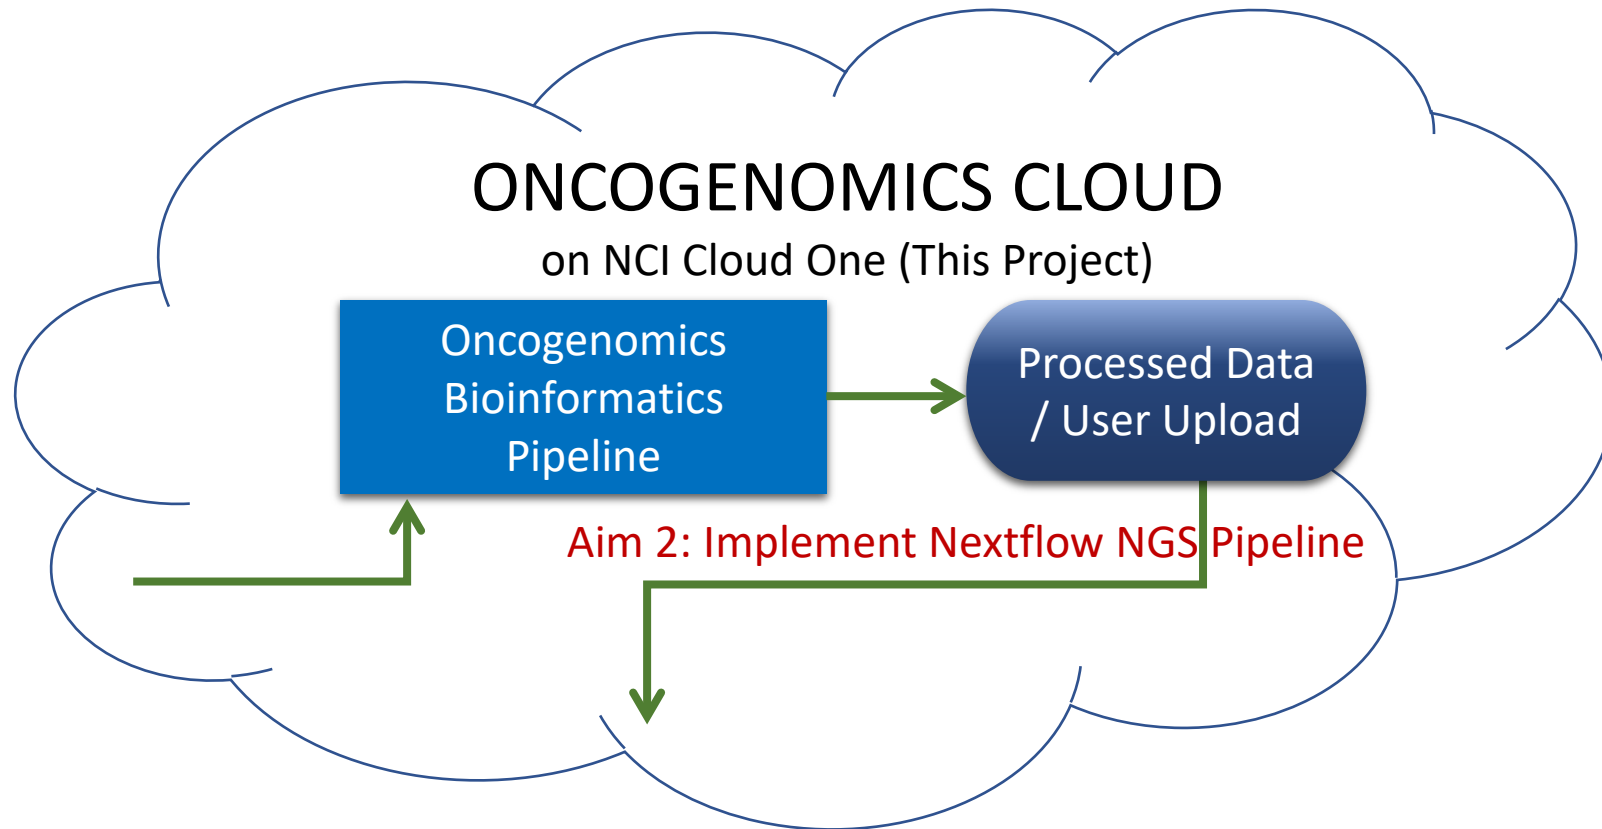 ONCOGENOMICS CLOUD
on NCI Cloud One (This Project)
Oncogenomics
Bioinformatics
Pipeline
Processed Data
/ User Upload
Aim 2: Implement Nextflow NGS Pipeline